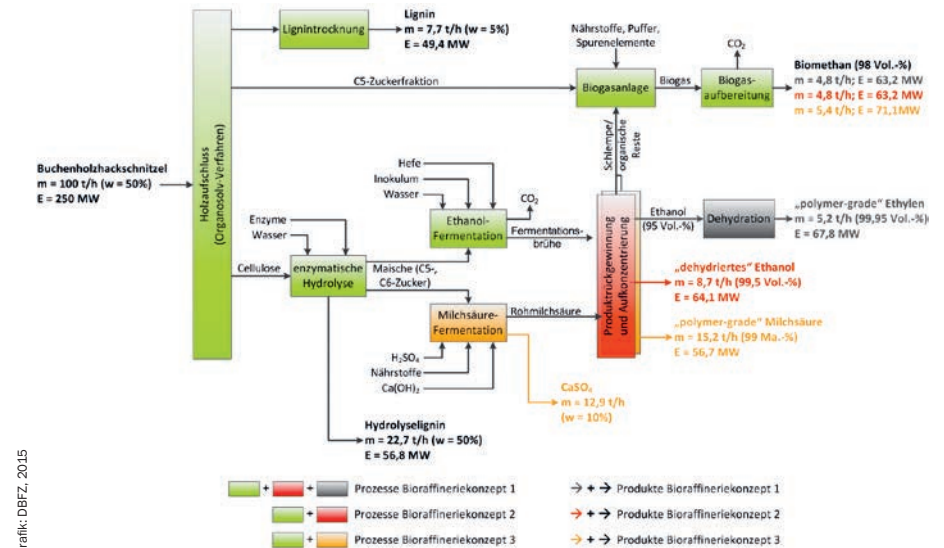 Lignin
m = 7,7 t/h (w = 5%)
E = 49,4 MW
Lignintrocknung
Nährstoffe, Puffer,
Spurenelemente
CO₂
C5-Zuckerfraktion
Biogasanlage
Biogas
Biogas-
aufbereitung
Biomethan (98 Vol.-%)
m = 4,8 t/h; E = 63,2 MW
m = 4,8 t/h; E = 63,2 MW
m = 5,4 t/h; E = 71,1MW
Buchenholzhackschnitzel
m = 100 t/h (w = 50%)
E = 250 MW
Holzaufschluss
(Organosolv-Verfahren)
Schlempe/
organische
Reste
Hefe
Inokulum
Wasser
CO₂
Ethanol-
Fermentation
Fermentations-
brühe
Enzyme
Wasser
Cellulose
enzymatische
Hydrolyse
Maische (C5-,
C6-Zucker)
Produktrückgewinnung
und Aufkonzentrierung
Ethanol
(95 Vol.-%)
Dehydration
„polymer-grade“ Ethylen
m = 5,2 t/h (99,95 Vol.-%)
E = 67,8 MW
„dehydriertes“ Ethanol
m = 8,7 t/h (99,5 Vol.-%)
E = 64,1 MW
Milchsäure-
Fermentation
Rohmilchsäure
„polymer-grade“ Milchsäure
m = 15,2 t/h (99 Ma.-%)
E = 56,7 MW
H₂SO₄
Nährstoffe
Ca(OH)₂
CaSO₄
m = 12,9 t/h
(w = 10%)
Hydrolyselignin
m = 22,7 t/h (w = 50%)
E = 56,8 MW
+ + Prozesse Bioraffineriekonzept 1
+ Prozesse Bioraffineriekonzept 2
+ Prozesse Bioraffineriekonzept 3
→ + → Produkte Bioraffineriekonzept 1
→ + → Produkte Bioraffineriekonzept 2
→ + → Produkte Bioraffineriekonzept 3
rafik: DBFZ, 2015